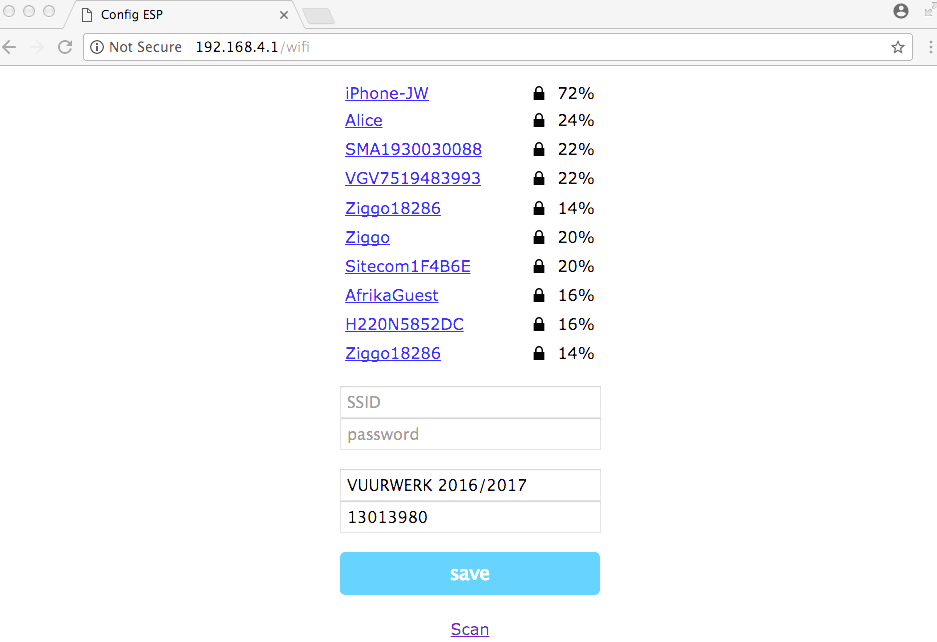 Config ESP
Not Secure 192.168.4.1/wifi
iPhone-JW 72%
Alice 24%
SMA1930030088 22%
VGV7519483993 22%
Ziggo18286 14%
Ziggo 20%
Sitecom1F4B6E 20%
AfrikaGuest 16%
H220N5852DC 16%
Ziggo18286 14%
SSID
password
VUURWERK 2016/2017
13013980
save
Scan